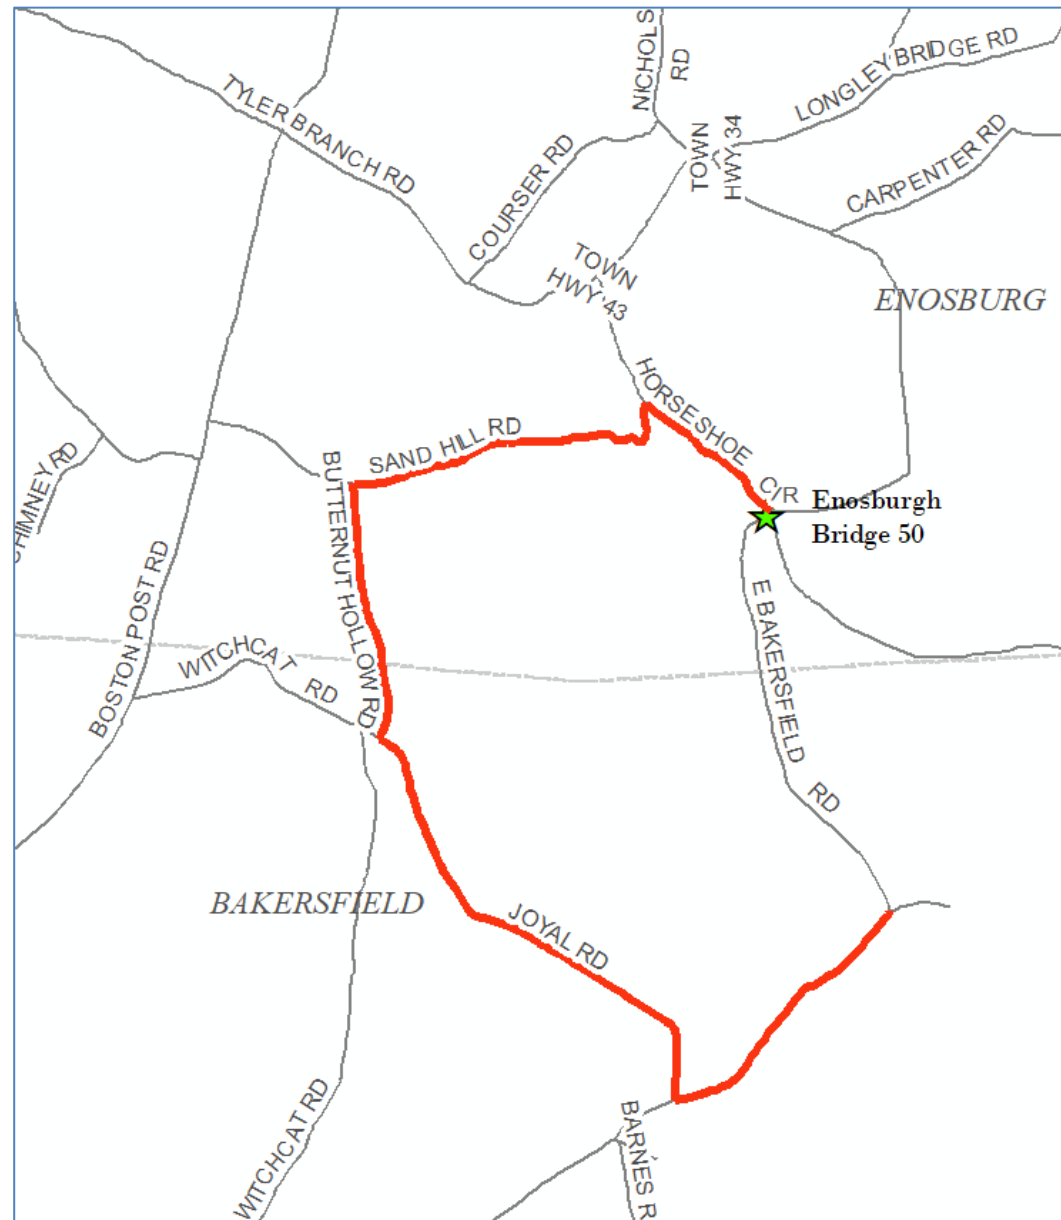 NICHOLS
RD
LONGLEY BRIDGE RD
TYLER BRANCH RD
TOWN
HWY 34
CARPENTER RD
COURSER RD
TOWN
HWY 43
ENOSBURG
HORSESHOE
CIR
SAND HILL RD
Enosburgh
Bridge 50
CHIMNEY RD
BUTTERNUT HOLLOW RD
BOSTON POST RD
E BAKERSFIELD
RD
WITCHCAT
RD
BAKERSFIELD
JOYAL RD
WITCHCAT RD
BARNES R